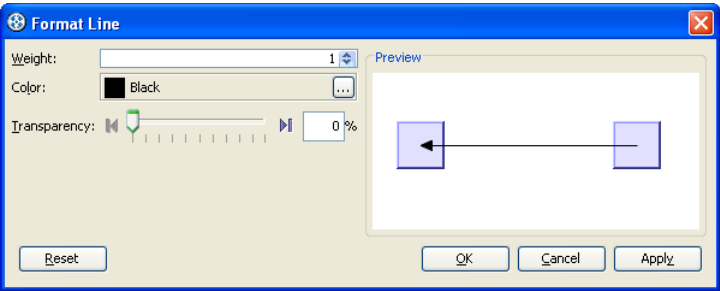 Format Line
Weight: 1
Color: Black ...
Transparency: 0 %
Preview
Reset
OK Cancel Apply